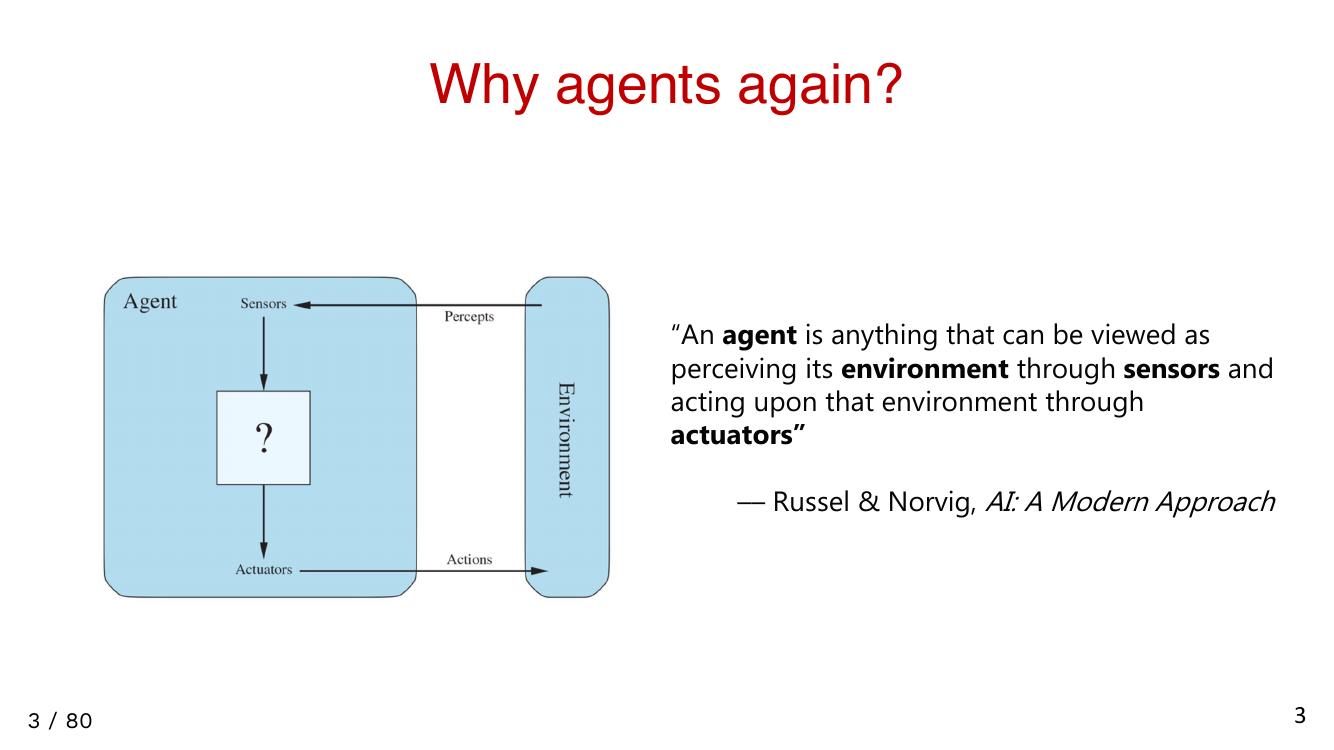 Why agents again?
Agent
Sensors
Percepts
?
Environment
Actuators
Actions
“An agent is anything that can be viewed as
perceiving its environment through sensors and
acting upon that environment through
actuators”
— Russel & Norvig, AI: A Modern Approach
3 / 80
3